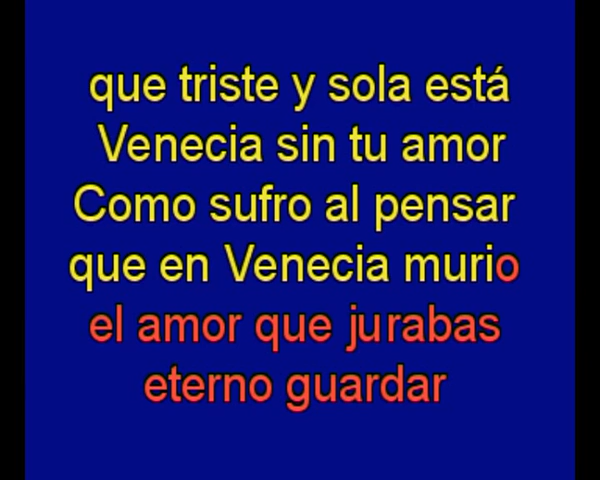 que triste y sola está
Venecia sin tu amor
Como sufro al pensar
que en Venecia murio
el amor que jurabas
eterno guardar